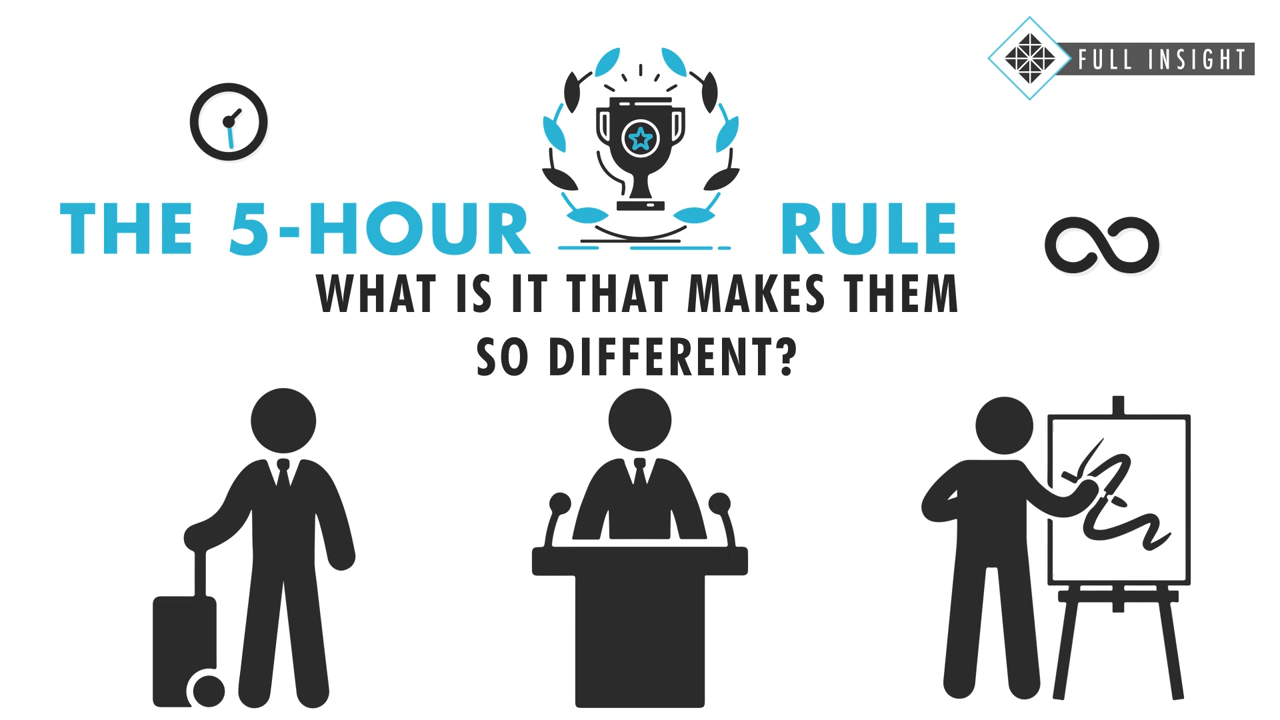 FULL INSIGHT
THE 5-HOUR RULE
WHAT IS IT THAT MAKES THEM
SO DIFFERENT?